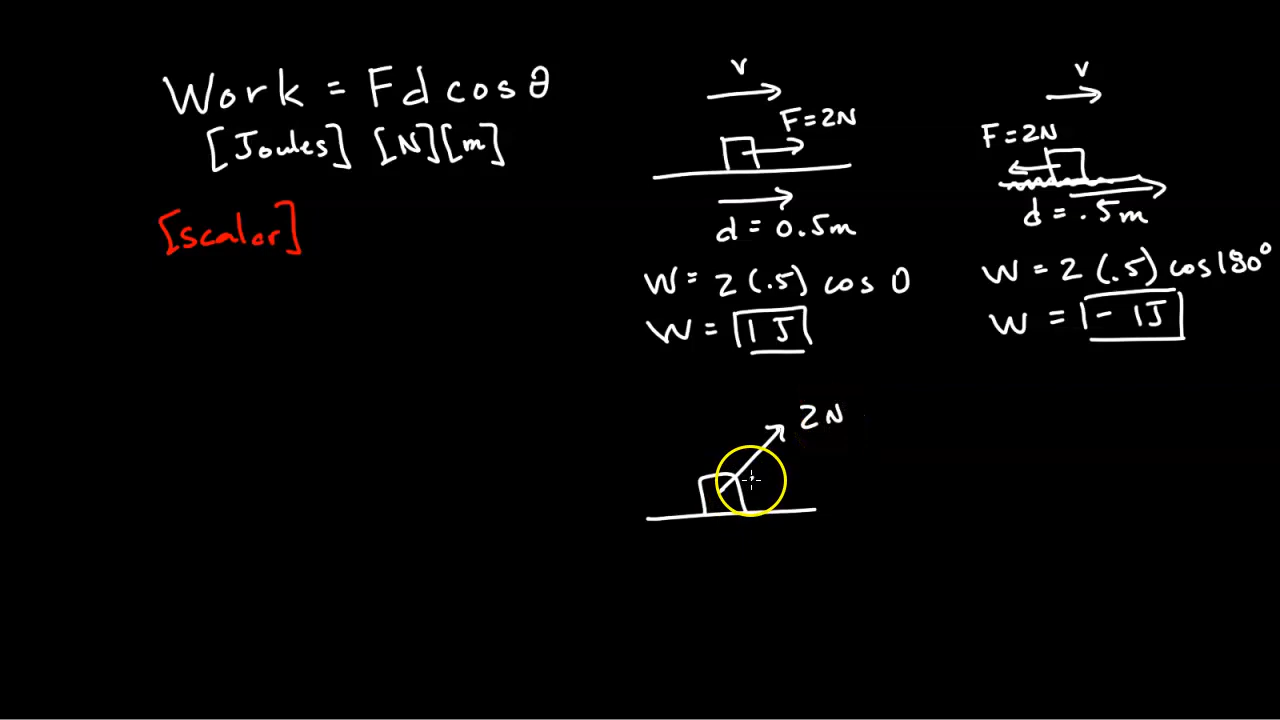 Work = Fd cos θ
[Joules] [N][m]
[scalor]
v
F = 2N
d = 0.5m
W = 2 (.5) cos 0
W = 1 J
v
F = 2N
d = .5m
W = 2 (.5) cos 180°
W = - 1J
2N